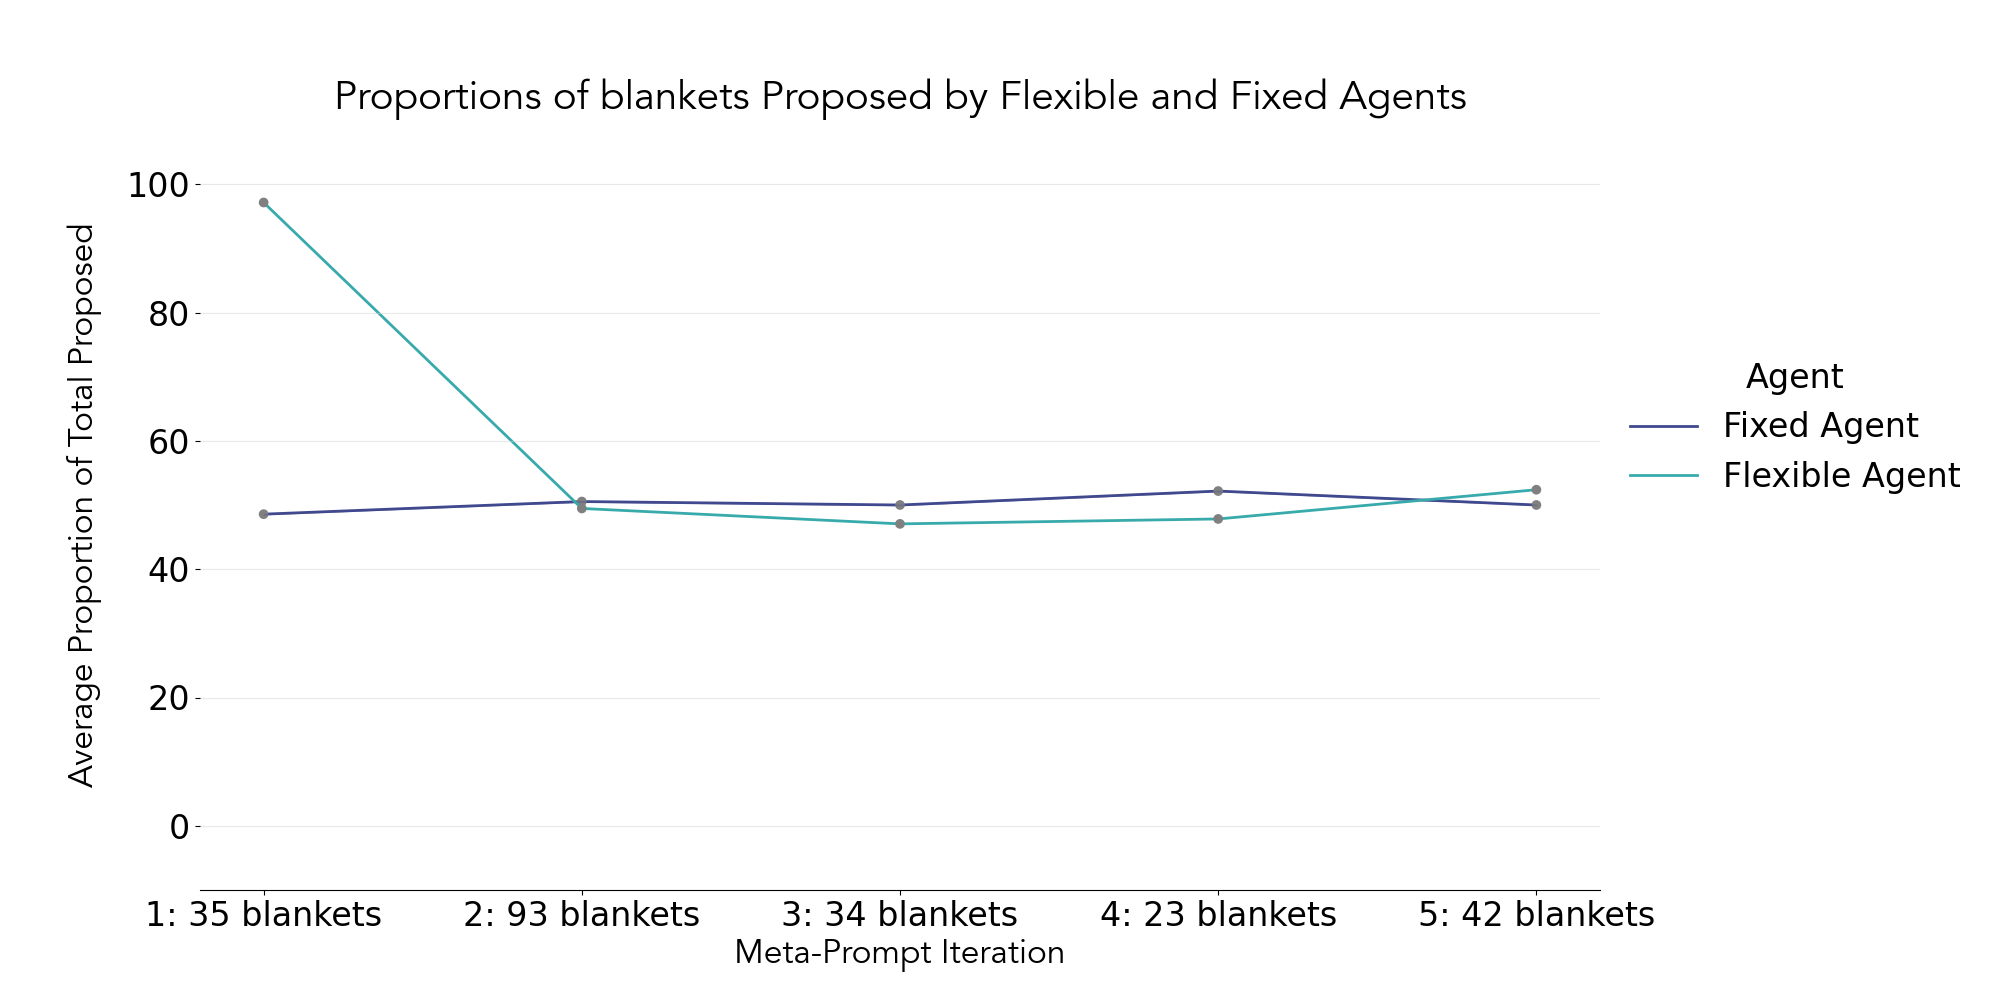 Proportions of blankets Proposed by Flexible and Fixed Agents
Average Proportion of Total Proposed
100
80
60
40
20
0
1: 35 blankets
2: 93 blankets
3: 34 blankets
4: 23 blankets
5: 42 blankets
Meta-Prompt Iteration
Agent
Fixed Agent
Flexible Agent